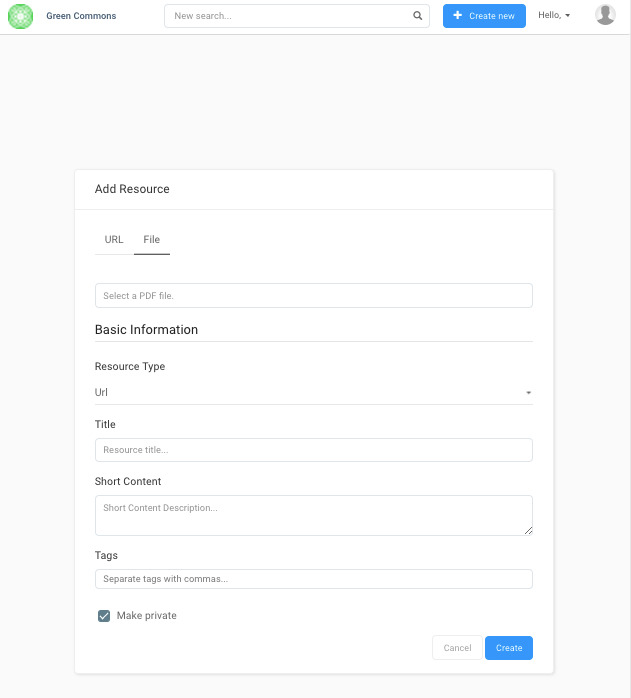 Green Commons
New search...
Create new
Hello,
Add Resource
URL File
Select a PDF file.
Basic Information
Resource Type
Url
Title
Resource title...
Short Content
Short Content Description...
Tags
Separate tags with commas...
Make private
Cancel Create